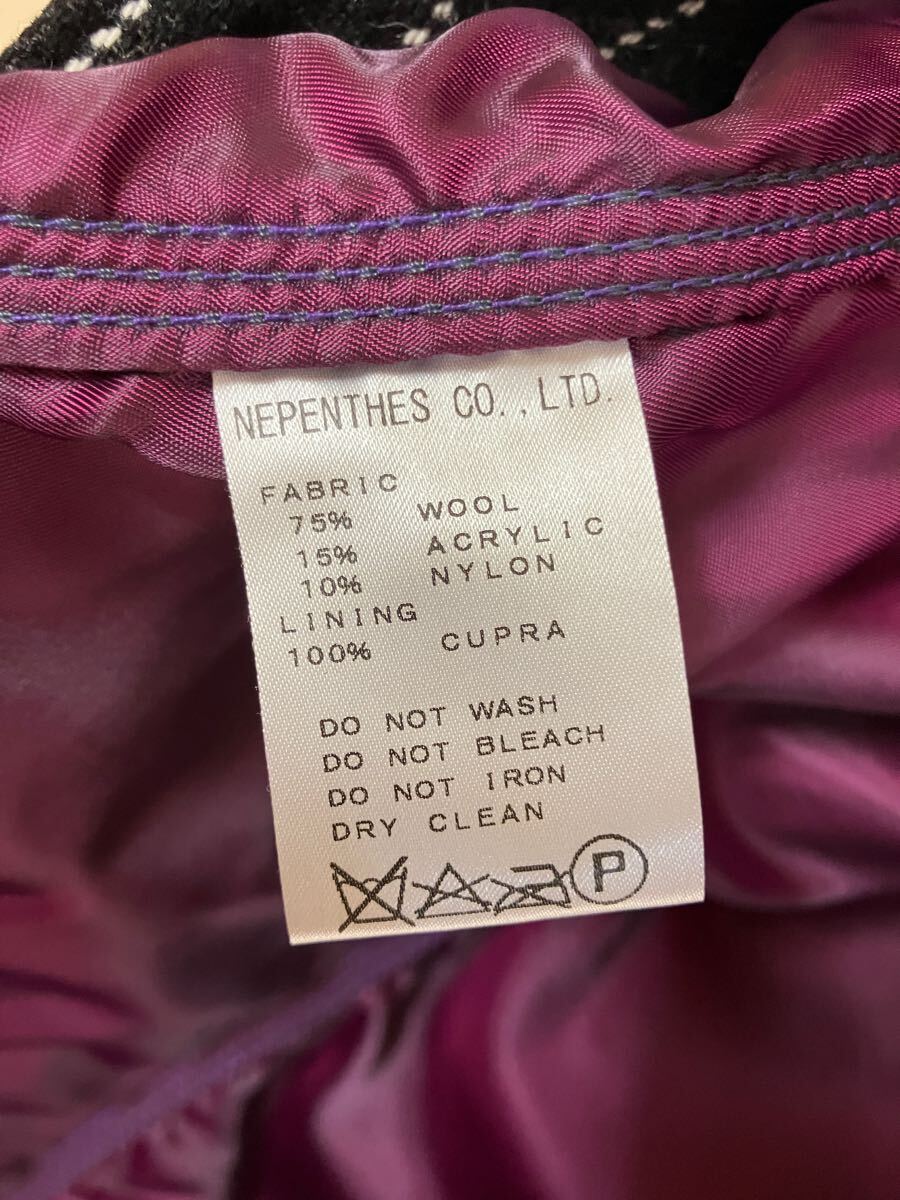 NEPENTHES CO.,LTD.
FABRIC
75% WOOL
15% ACRYLIC
10% NYLON
LINING
100% CUPRA
DO NOT WASH
DO NOT BLEACH
DO NOT IRON
DRY CLEAN
P